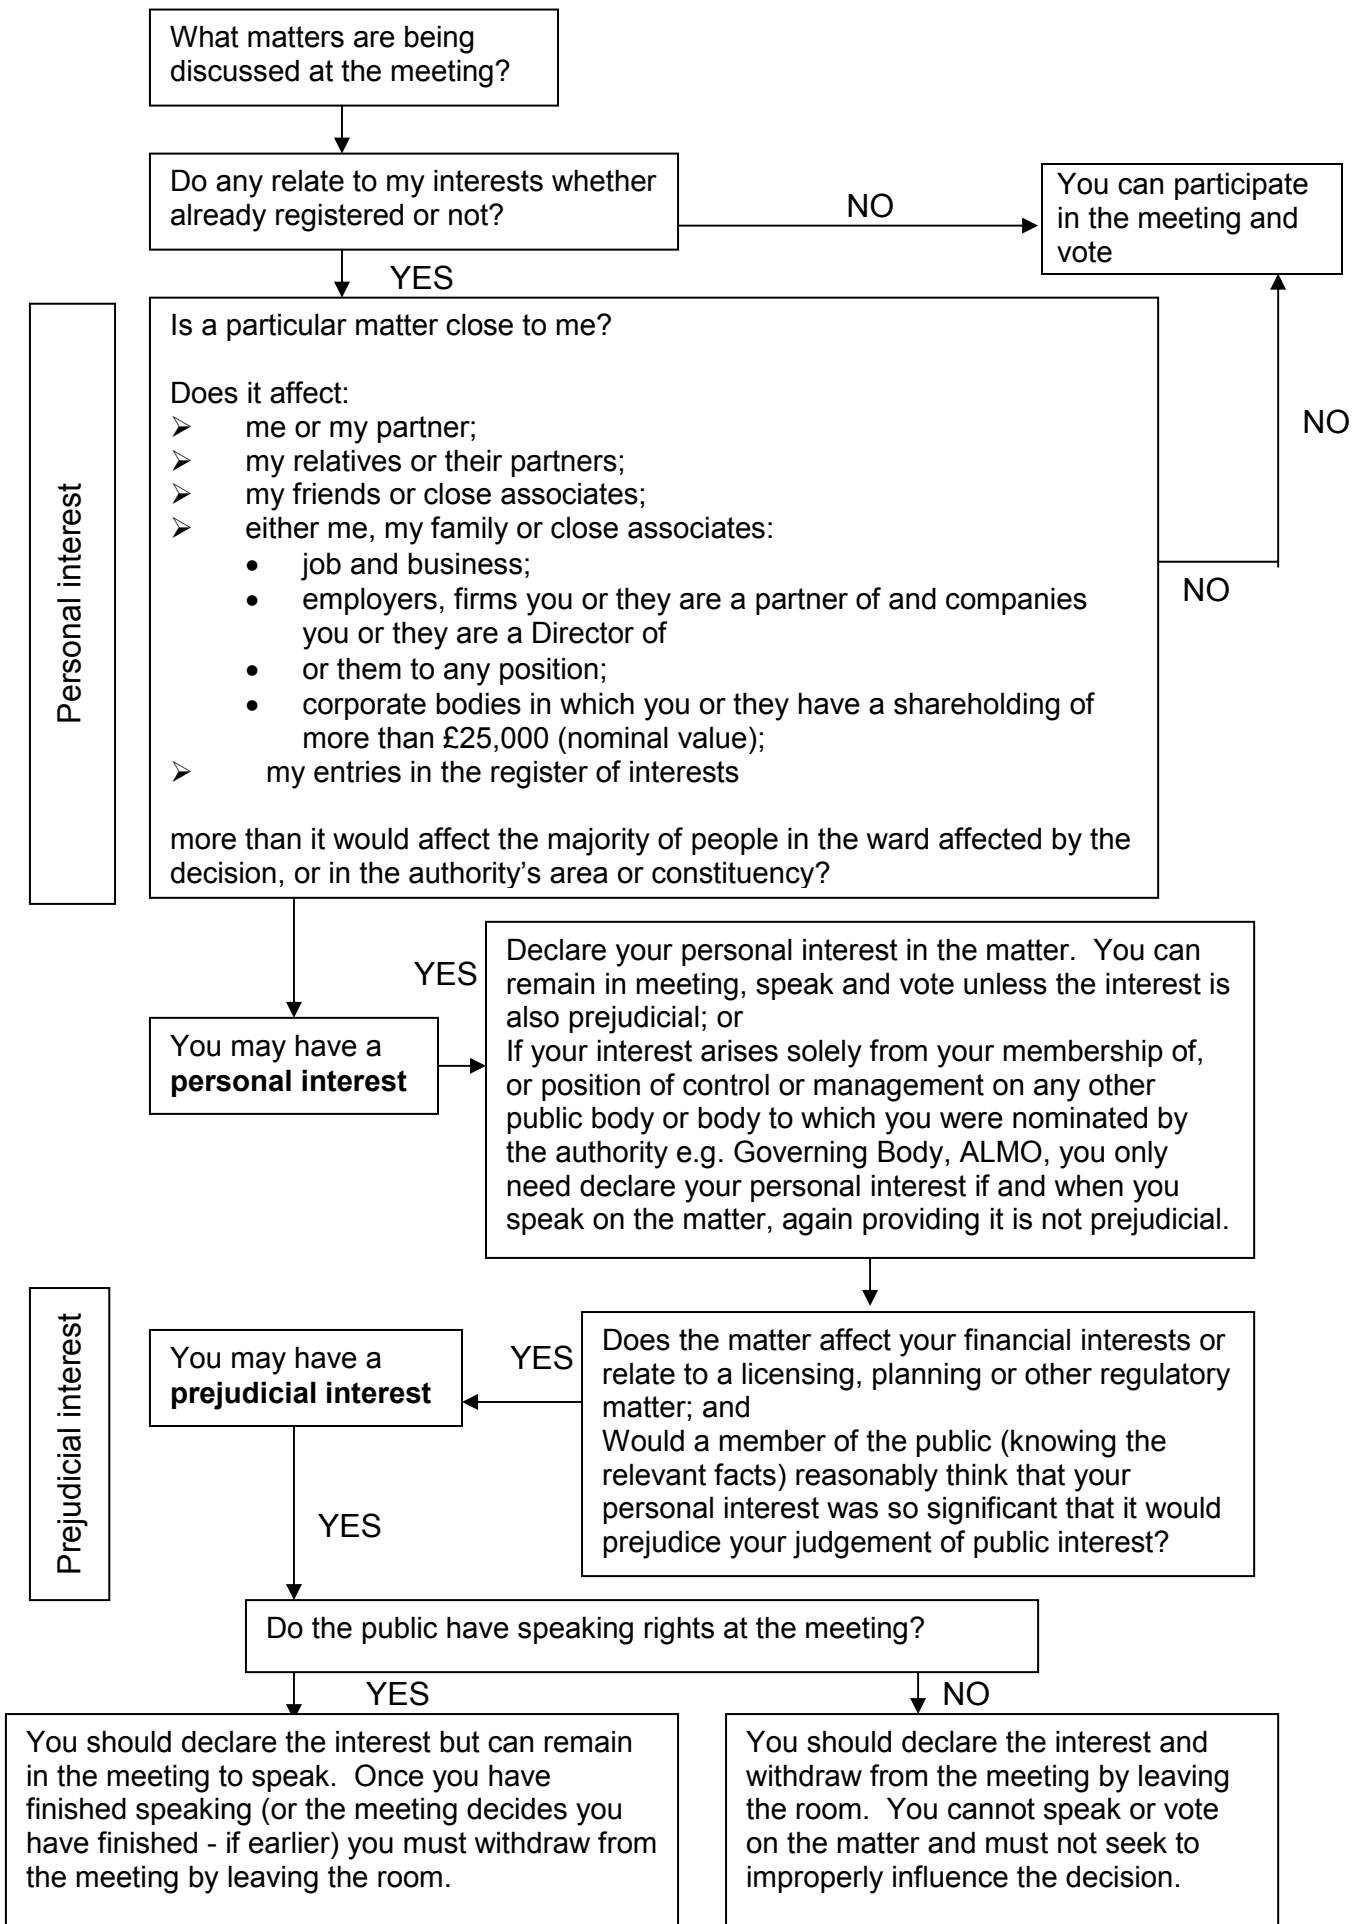 What matters are being
discussed at the meeting?
Do any relate to my interests whether
already registered or not?
NO
You can participate
in the meeting and
vote
YES
Personal interest
Is a particular matter close to me?
Does it affect:
➢ me or my partner;
➢ my relatives or their partners;
➢ my friends or close associates;
➢ either me, my family or close associates:
• job and business;
• employers, firms you or they are a partner of and companies
you or they are a Director of
• or them to any position;
• corporate bodies in which you or they have a shareholding of
more than £25,000 (nominal value);
➢ my entries in the register of interests
more than it would affect the majority of people in the ward affected by the
decision, or in the authority's area or constituency?
NO
NO
You may have a
personal interest
YES
Declare your personal interest in the matter. You can
remain in meeting, speak and vote unless the interest is
also prejudicial; or
If your interest arises solely from your membership of,
or position of control or management on any other
public body or body to which you were nominated by
the authority e.g. Governing Body, ALMO, you only
need declare your personal interest if and when you
speak on the matter, again providing it is not prejudicial.
Prejudicial interest
You may have a
prejudicial interest
YES
Does the matter affect your financial interests or
relate to a licensing, planning or other regulatory
matter; and
Would a member of the public (knowing the
relevant facts) reasonably think that your
personal interest was so significant that it would
prejudice your judgement of public interest?
YES
Do the public have speaking rights at the meeting?
YES
NO
You should declare the interest but can remain
in the meeting to speak. Once you have
finished speaking (or the meeting decides you
have finished - if earlier) you must withdraw from
the meeting by leaving the room.
You should declare the interest and
withdraw from the meeting by leaving
the room. You cannot speak or vote
on the matter and must not seek to
improperly influence the decision.